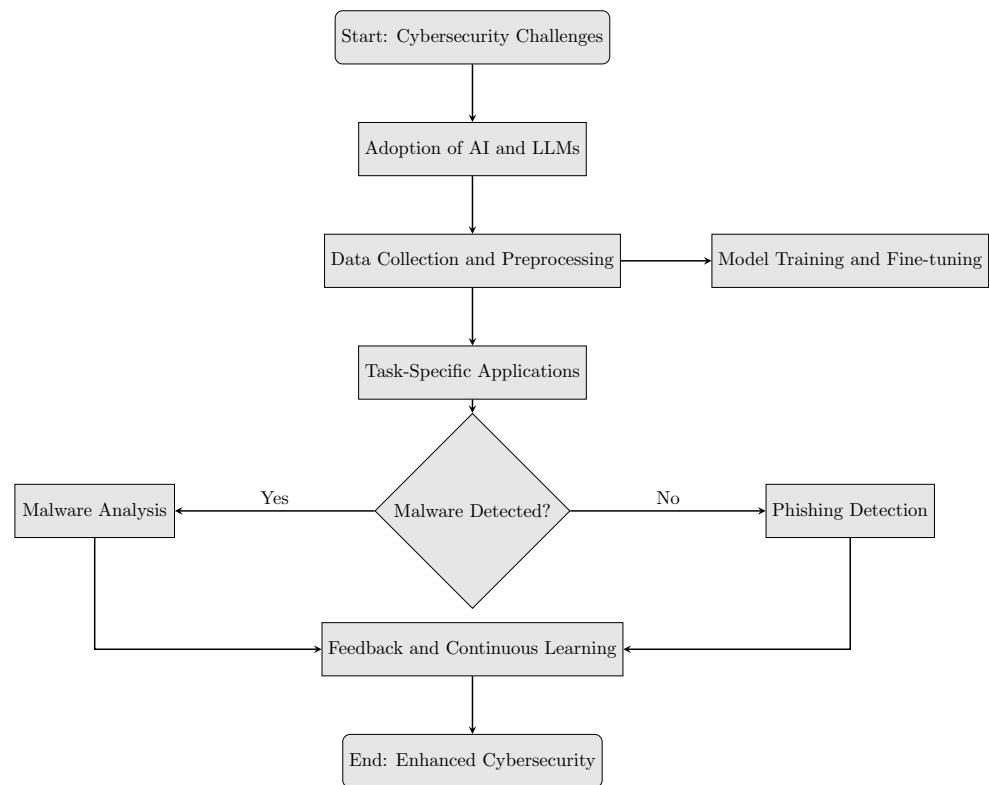 Start: Cybersecurity Challenges
Adoption of AI and LLMs
Data Collection and Preprocessing
Model Training and Fine-tuning
Task-Specific Applications
Yes
No
Malware Analysis
Malware Detected?
Phishing Detection
Feedback and Continuous Learning
End: Enhanced Cybersecurity